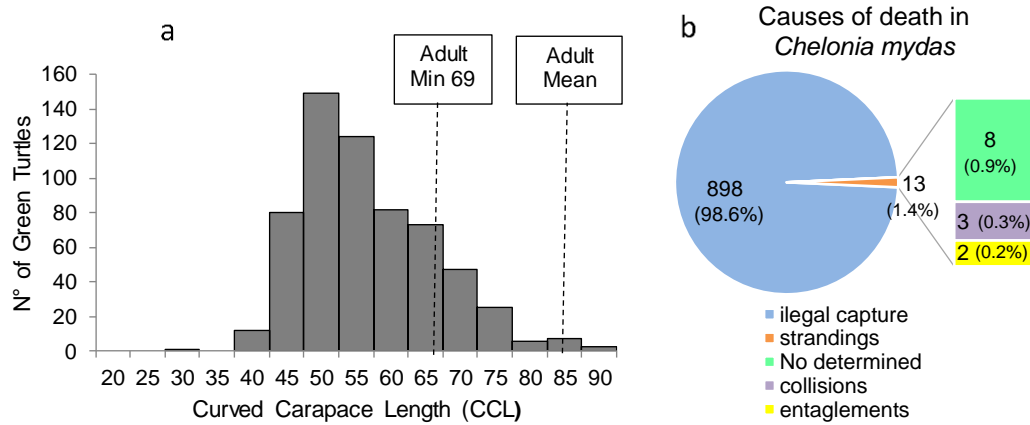 a
Adult
Min 69
Adult
Mean
160
140
120
100
80
60
40
20
0
N° of Green Turtles
20 25 30 35 40 45 50 55 60 65 70 75 80 85 90
Curved Carapace Length (CCL)
b
Causes of death in
Chelonia mydas
898
(98.6%)
13
(1.4%)
8
(0.9%)
3 (0.3%)
2 (0.2%)
ilegal capture
strandings
No determined
collisions
entaglements